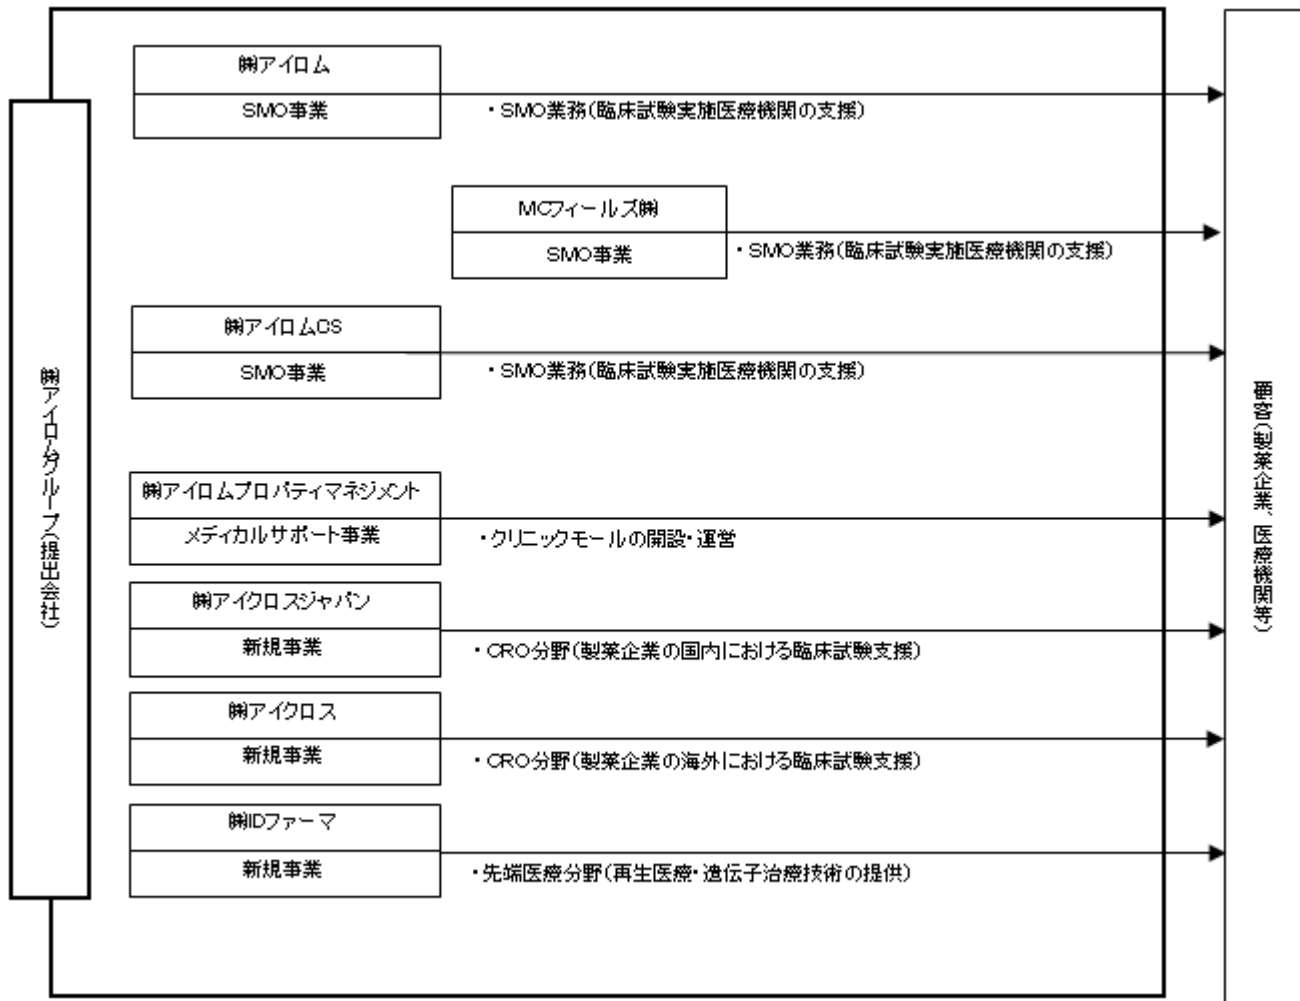 ㈱アイロムグループ(提出会社)
㈱アイロム
SMO事業
・SMO業務(臨床試験実施医療機関の支援)
MCフィールズ㈱
SMO事業
・SMO業務(臨床試験実施医療機関の支援)
㈱アイロムCS
SMO事業
・SMO業務(臨床試験実施医療機関の支援)
㈱アイロムプロパティマネジメント
メディカルサポート事業
・クリニックモールの開設・運営
㈱アイクロスジャパン
新規事業
・CRO分野(製薬企業の国内における臨床試験支援)
㈱アイクロス
新規事業
・CRO分野(製薬企業の海外における臨床試験支援)
㈱IDファーマ
新規事業
・先端医療分野(再生医療・遺伝子治療技術の提供)
顧客(製薬企業、医療機関等)